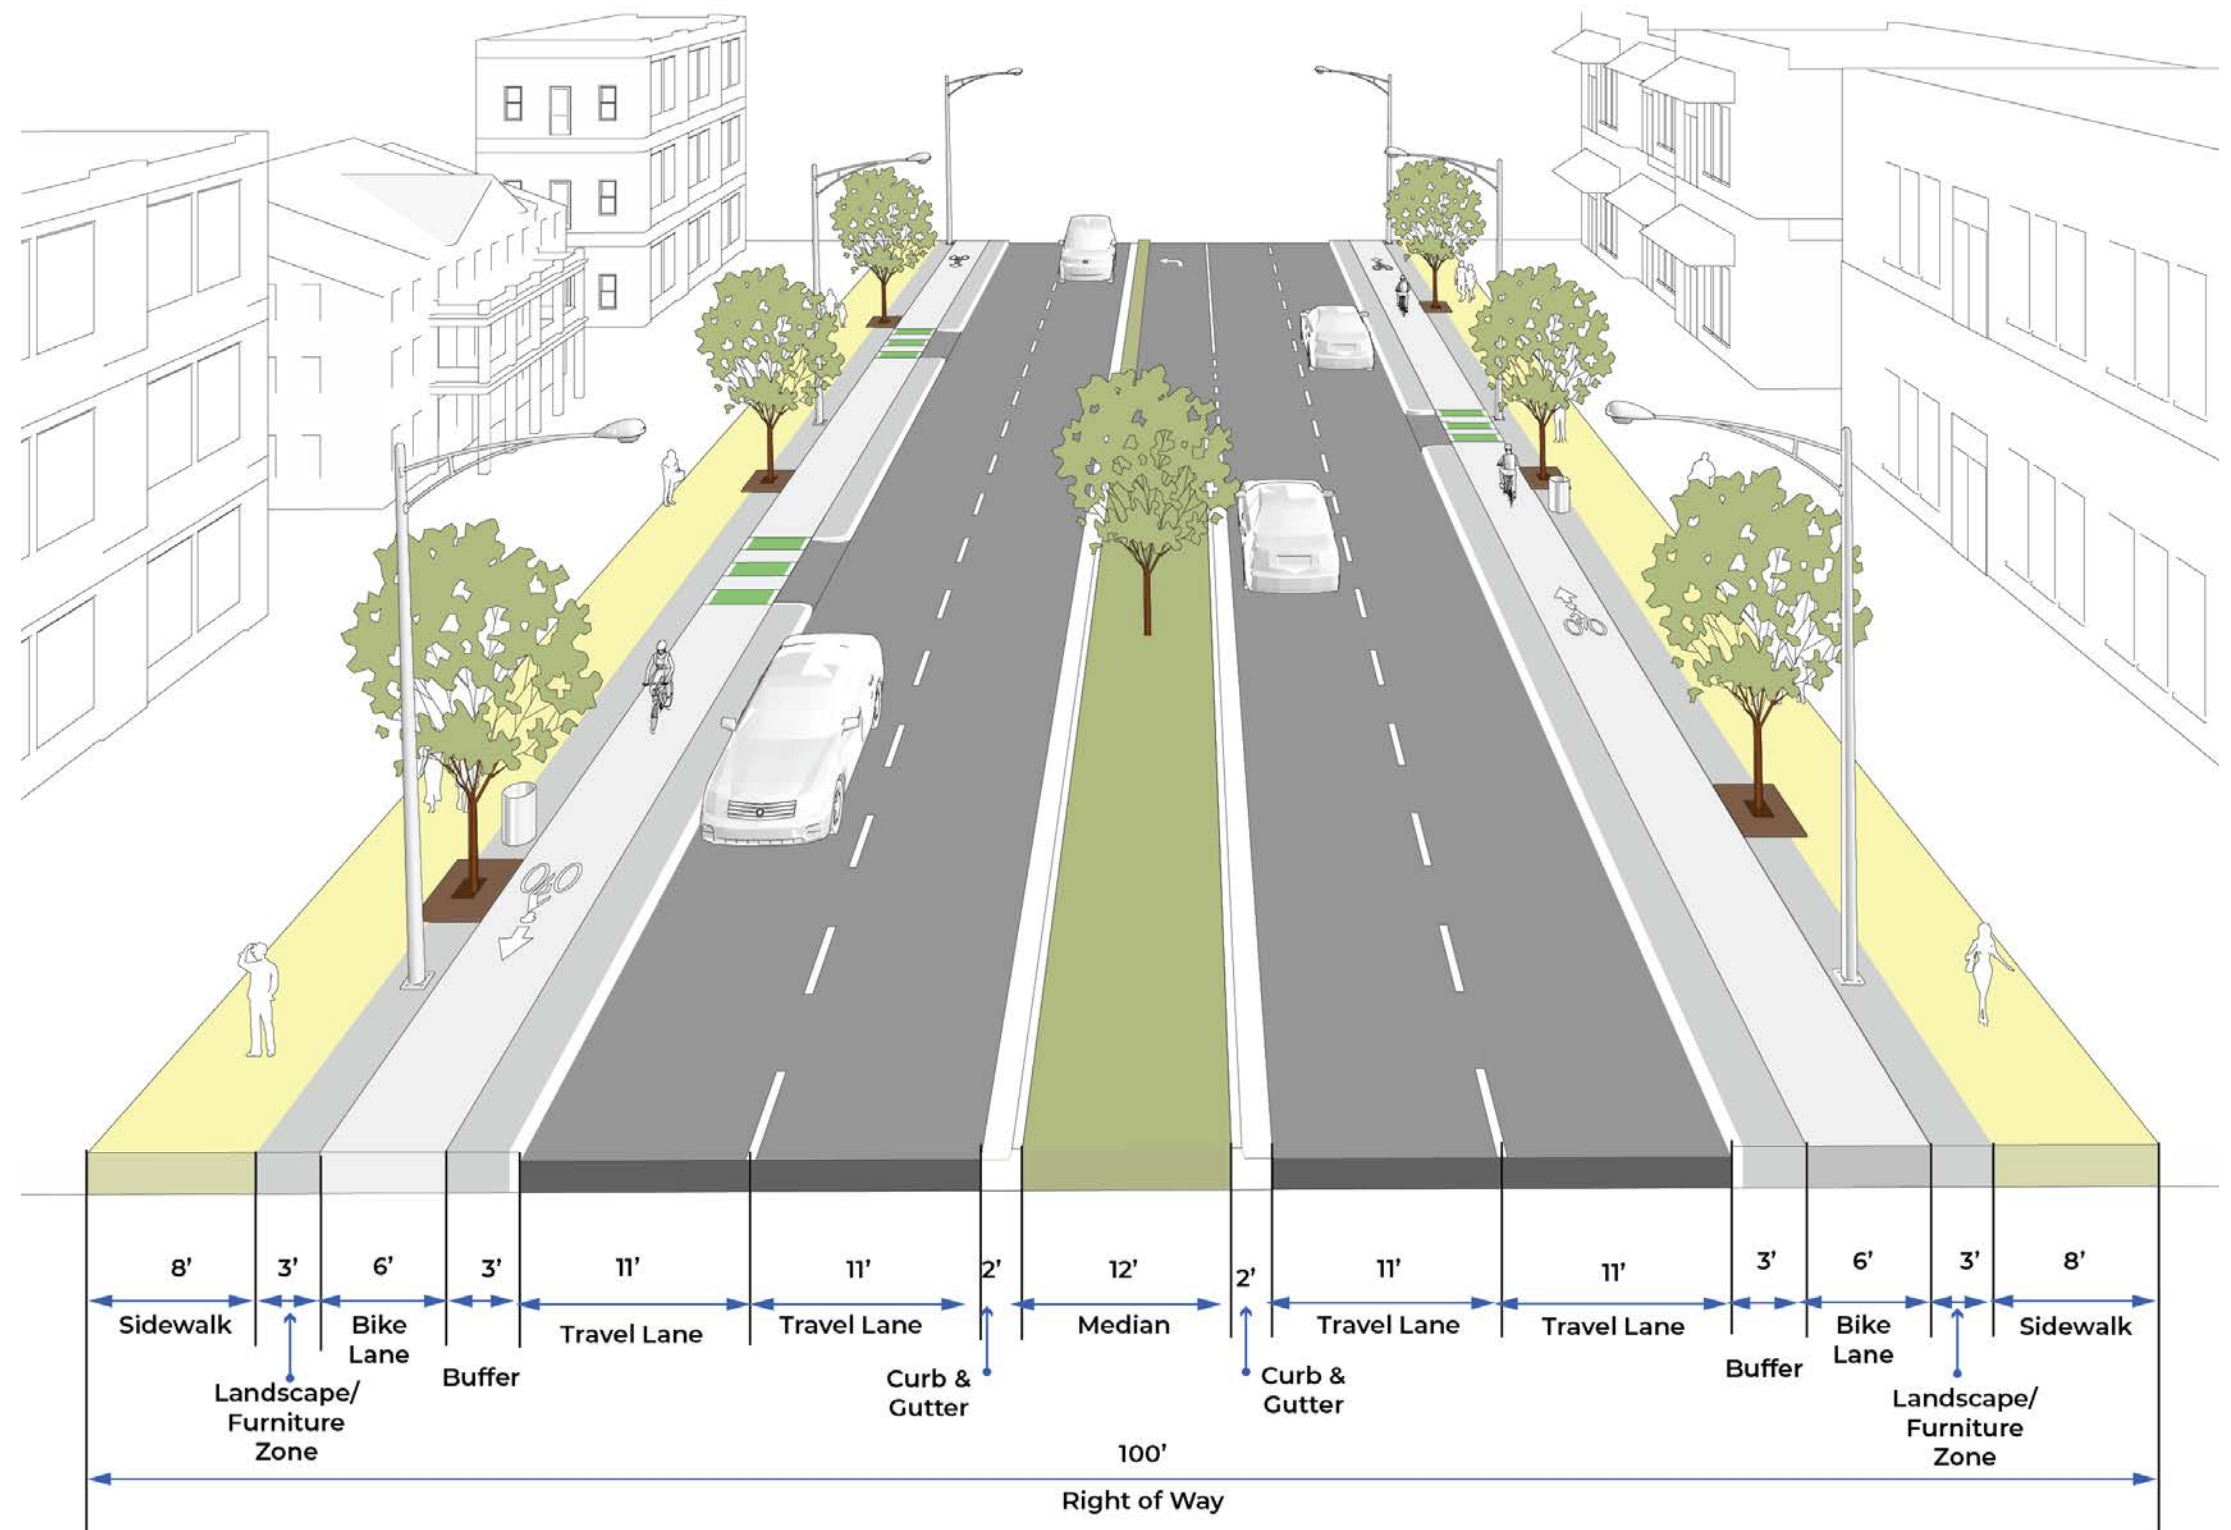 8’
3’
6’
3’
11’
11’
2’
12’
2’
11’
11’
3’
6’
3’
8’
Sidewalk
Landscape/
Furniture
Zone
Bike
Lane
Buffer
Travel Lane
Travel Lane
Curb &
Gutter
Median
Curb &
Gutter
Travel Lane
Travel Lane
Buffer
Bike
Lane
Landscape/
Furniture
Zone
Sidewalk
100’
Right of Way